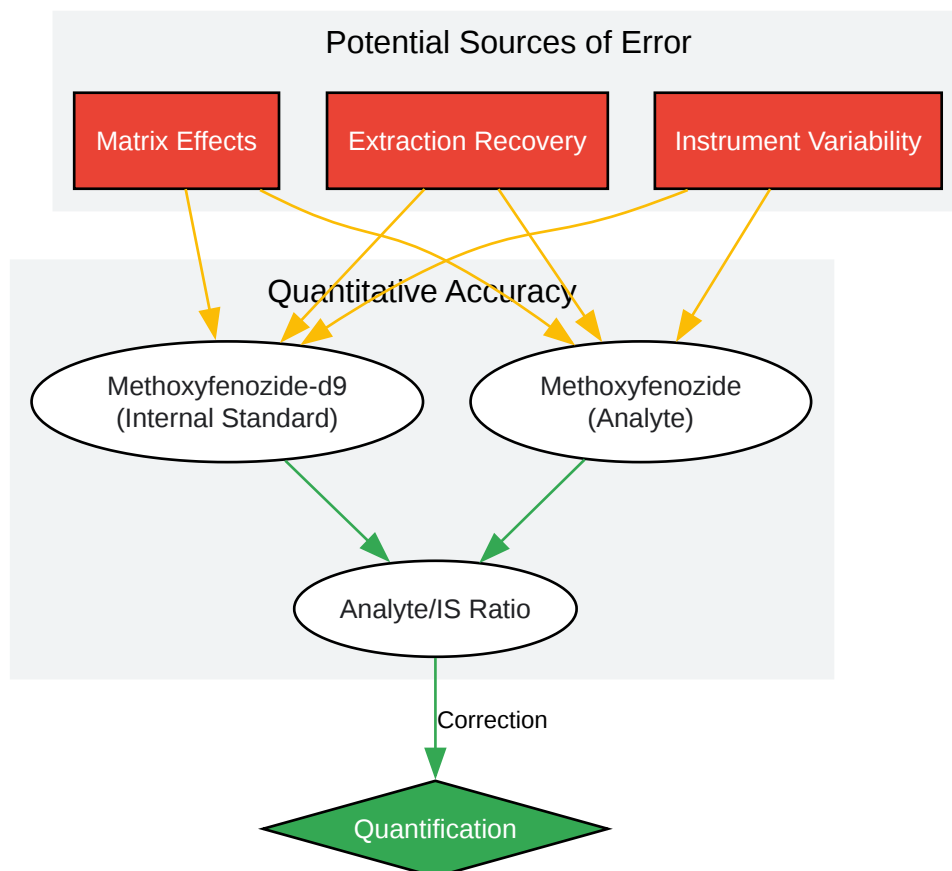 Potential Sources of Error
Matrix Effects
Extraction Recovery
Instrument Variability
Quantitative Accuracy
Methoxyfenozide-d9
(Internal Standard)
Methoxyfenozide
(Analyte)
Analyte/IS Ratio
Correction
Quantification